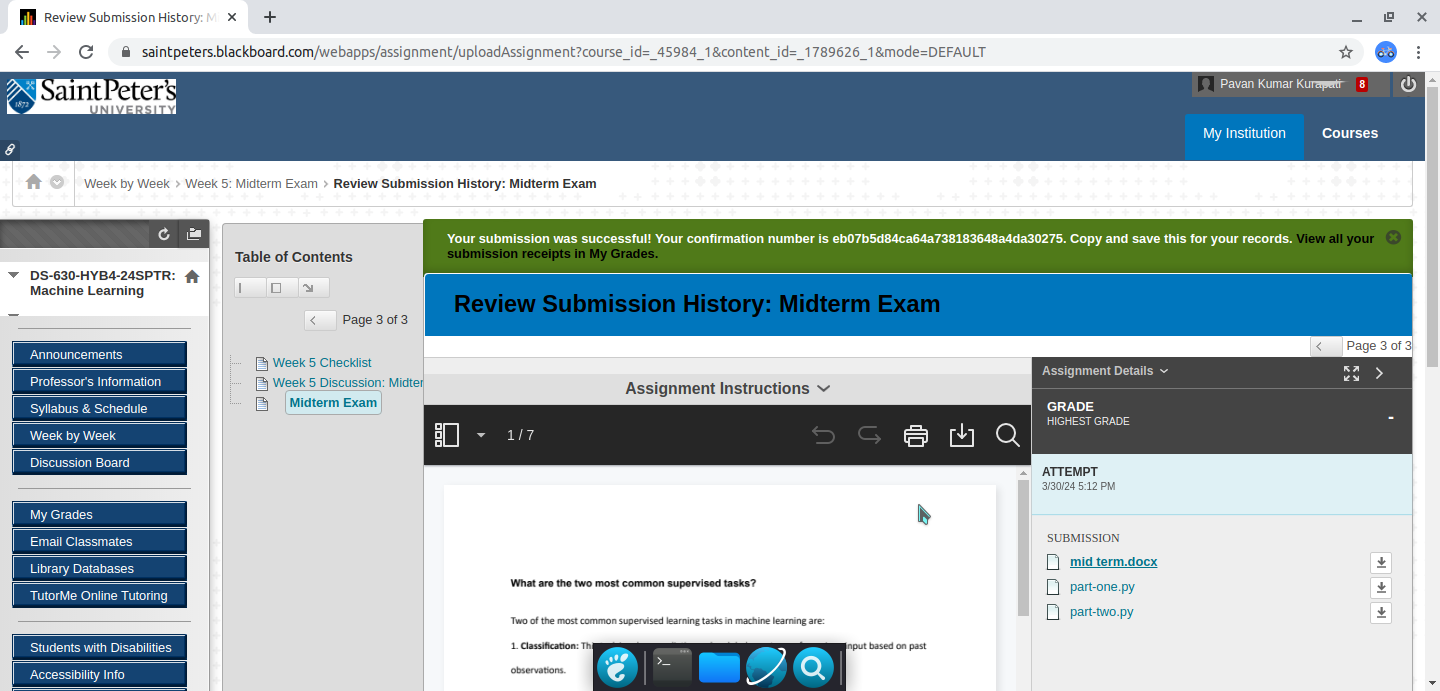 Review Submission History: M
saintpeters.blackboard.com/webapps/assignment/uploadAssignment?course_id=_45984_1&content_id=_1789626_1&mode=DEFAULT
Saint Peter's
UNIVERSITY
1872
Pavan Kumar Kurapati 8
My Institution Courses
Week by Week › Week 5: Midterm Exam › Review Submission History: Midterm Exam
Your submission was successful! Your confirmation number is eb07b5d84ca64a738183648a4da30275. Copy and save this for your records. View all your
submission receipts in My Grades.
DS-630-HYB4-24SPTR:
Machine Learning
Announcements
Professor's Information
Syllabus & Schedule
Week by Week
Discussion Board
My Grades
Email Classmates
Library Databases
TutorMe Online Tutoring
Students with Disabilities
Accessibility Info
Table of Contents
Page 3 of 3
Week 5 Checklist
Week 5 Discussion: Midter
Midterm Exam
Review Submission History: Midterm Exam
Page 3 of 3
Assignment Instructions
1 / 7
What are the two most common supervised tasks?
Two of the most common supervised learning tasks in machine learning are:
1. Classification: input based on past
observations.
Assignment Details
GRADE
HIGHEST GRADE
-
ATTEMPT
3/30/24 5:12 PM
SUBMISSION
mid term.docx
part-one.py
part-two.py